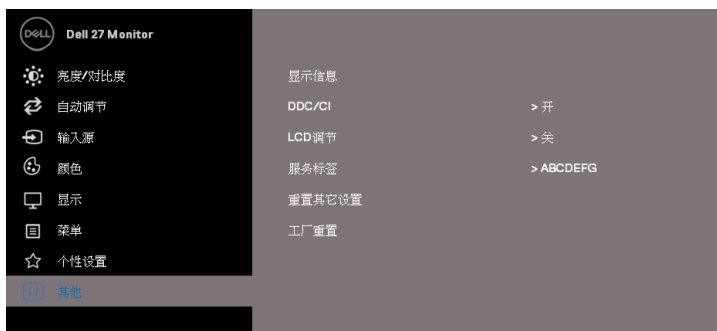 DELL Dell 27 Monitor
亮度/对比度
自动调节
输入源
颜色
显示
菜单
个性设置
其他
显示信息
DDC/CI > 开
LCD调节 > 关
服务标签 > ABCDEFG
重置其它设置
工厂重置